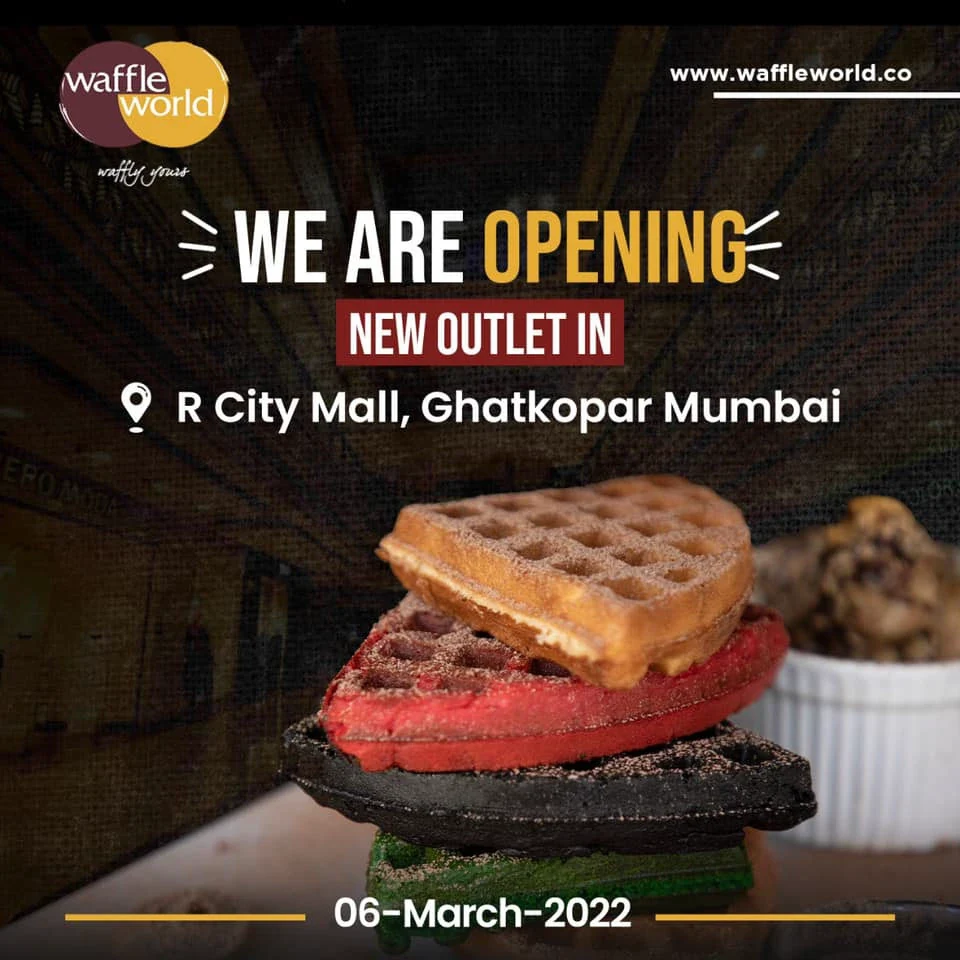 waffle
world
waffly yours
www.waffleworld.co
WE ARE OPENING
NEW OUTLET IN
R City Mall, Ghatkopar Mumbai
06-March-2022